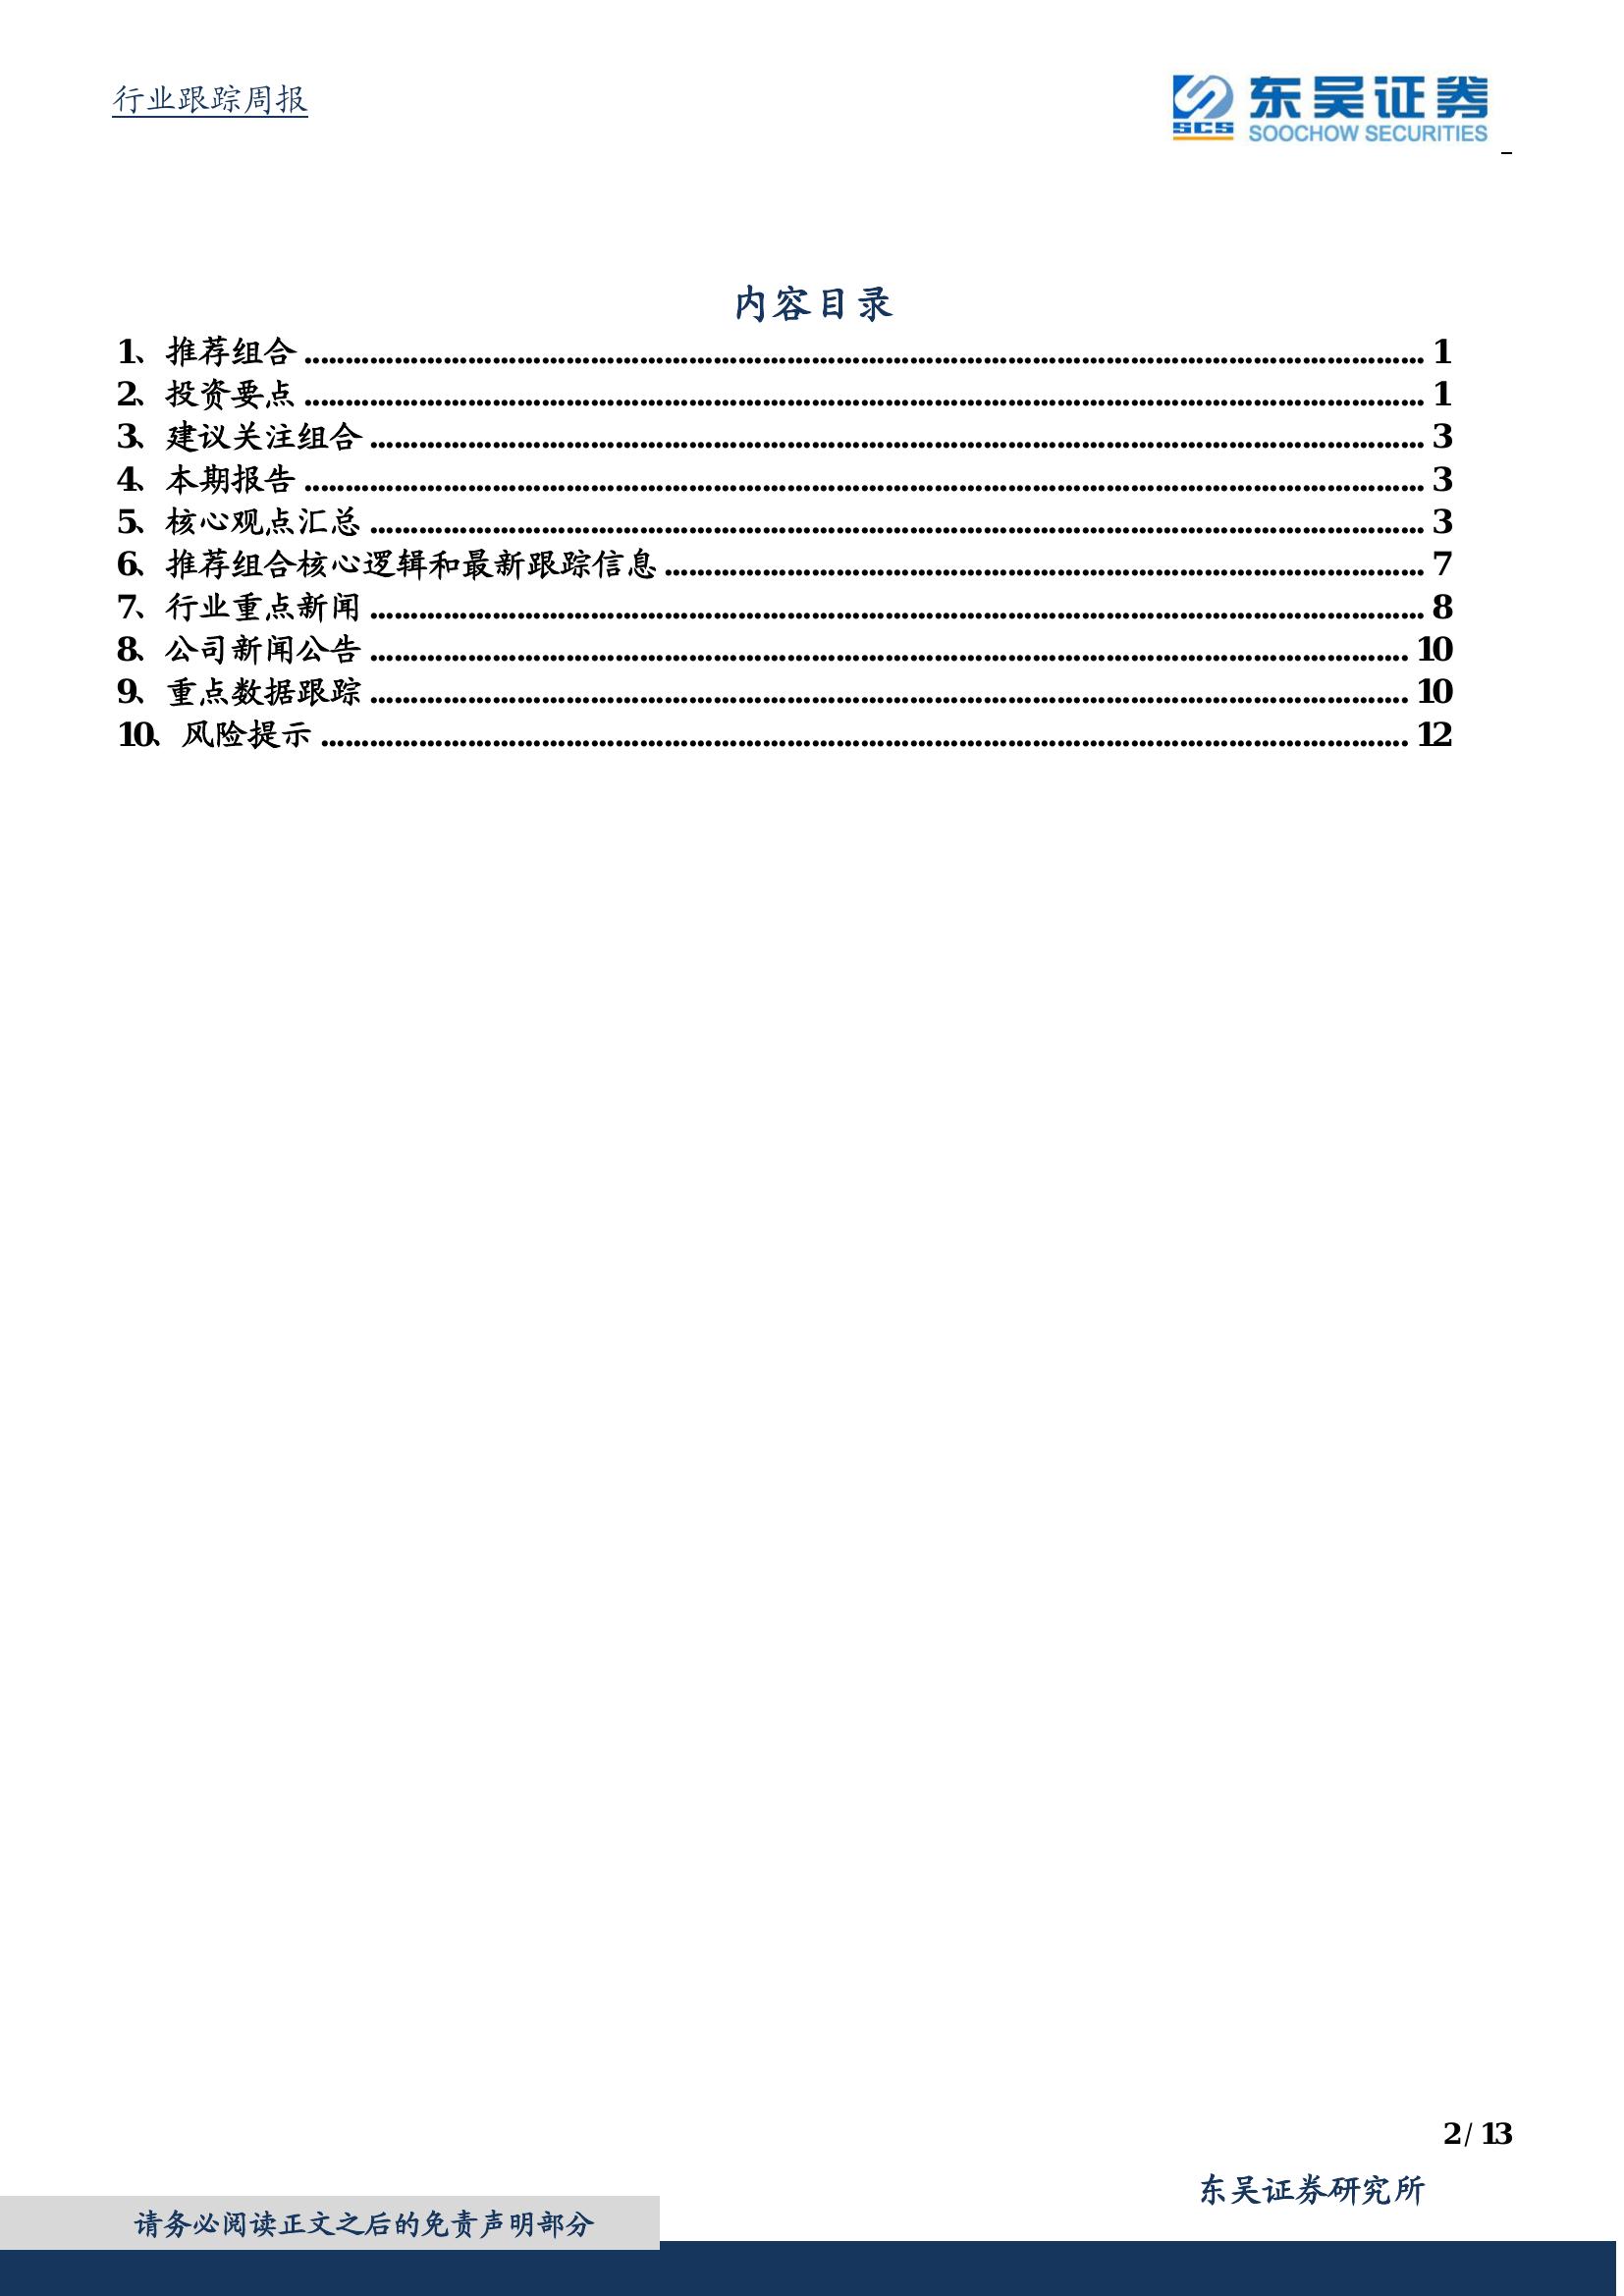 行业跟踪周报
东吴证券
SCS
SOOCHOW SECURITIES
内容目录
1、推荐组合 ........................................ 1
2、投资要点 ........................................ 1
3、建议关注组合 ........................................ 3
4、本期报告 ........................................ 3
5、核心观点汇总 ........................................ 3
6、推荐组合核心逻辑和最新跟踪信息 ........................................ 7
7、行业重点新闻 ........................................ 8
8、公司新闻公告 ........................................ 10
9、重点数据跟踪 ........................................ 10
10、风险提示 ........................................ 12
2 / 13
东吴证券研究所
请务必阅读正文之后的免责声明部分